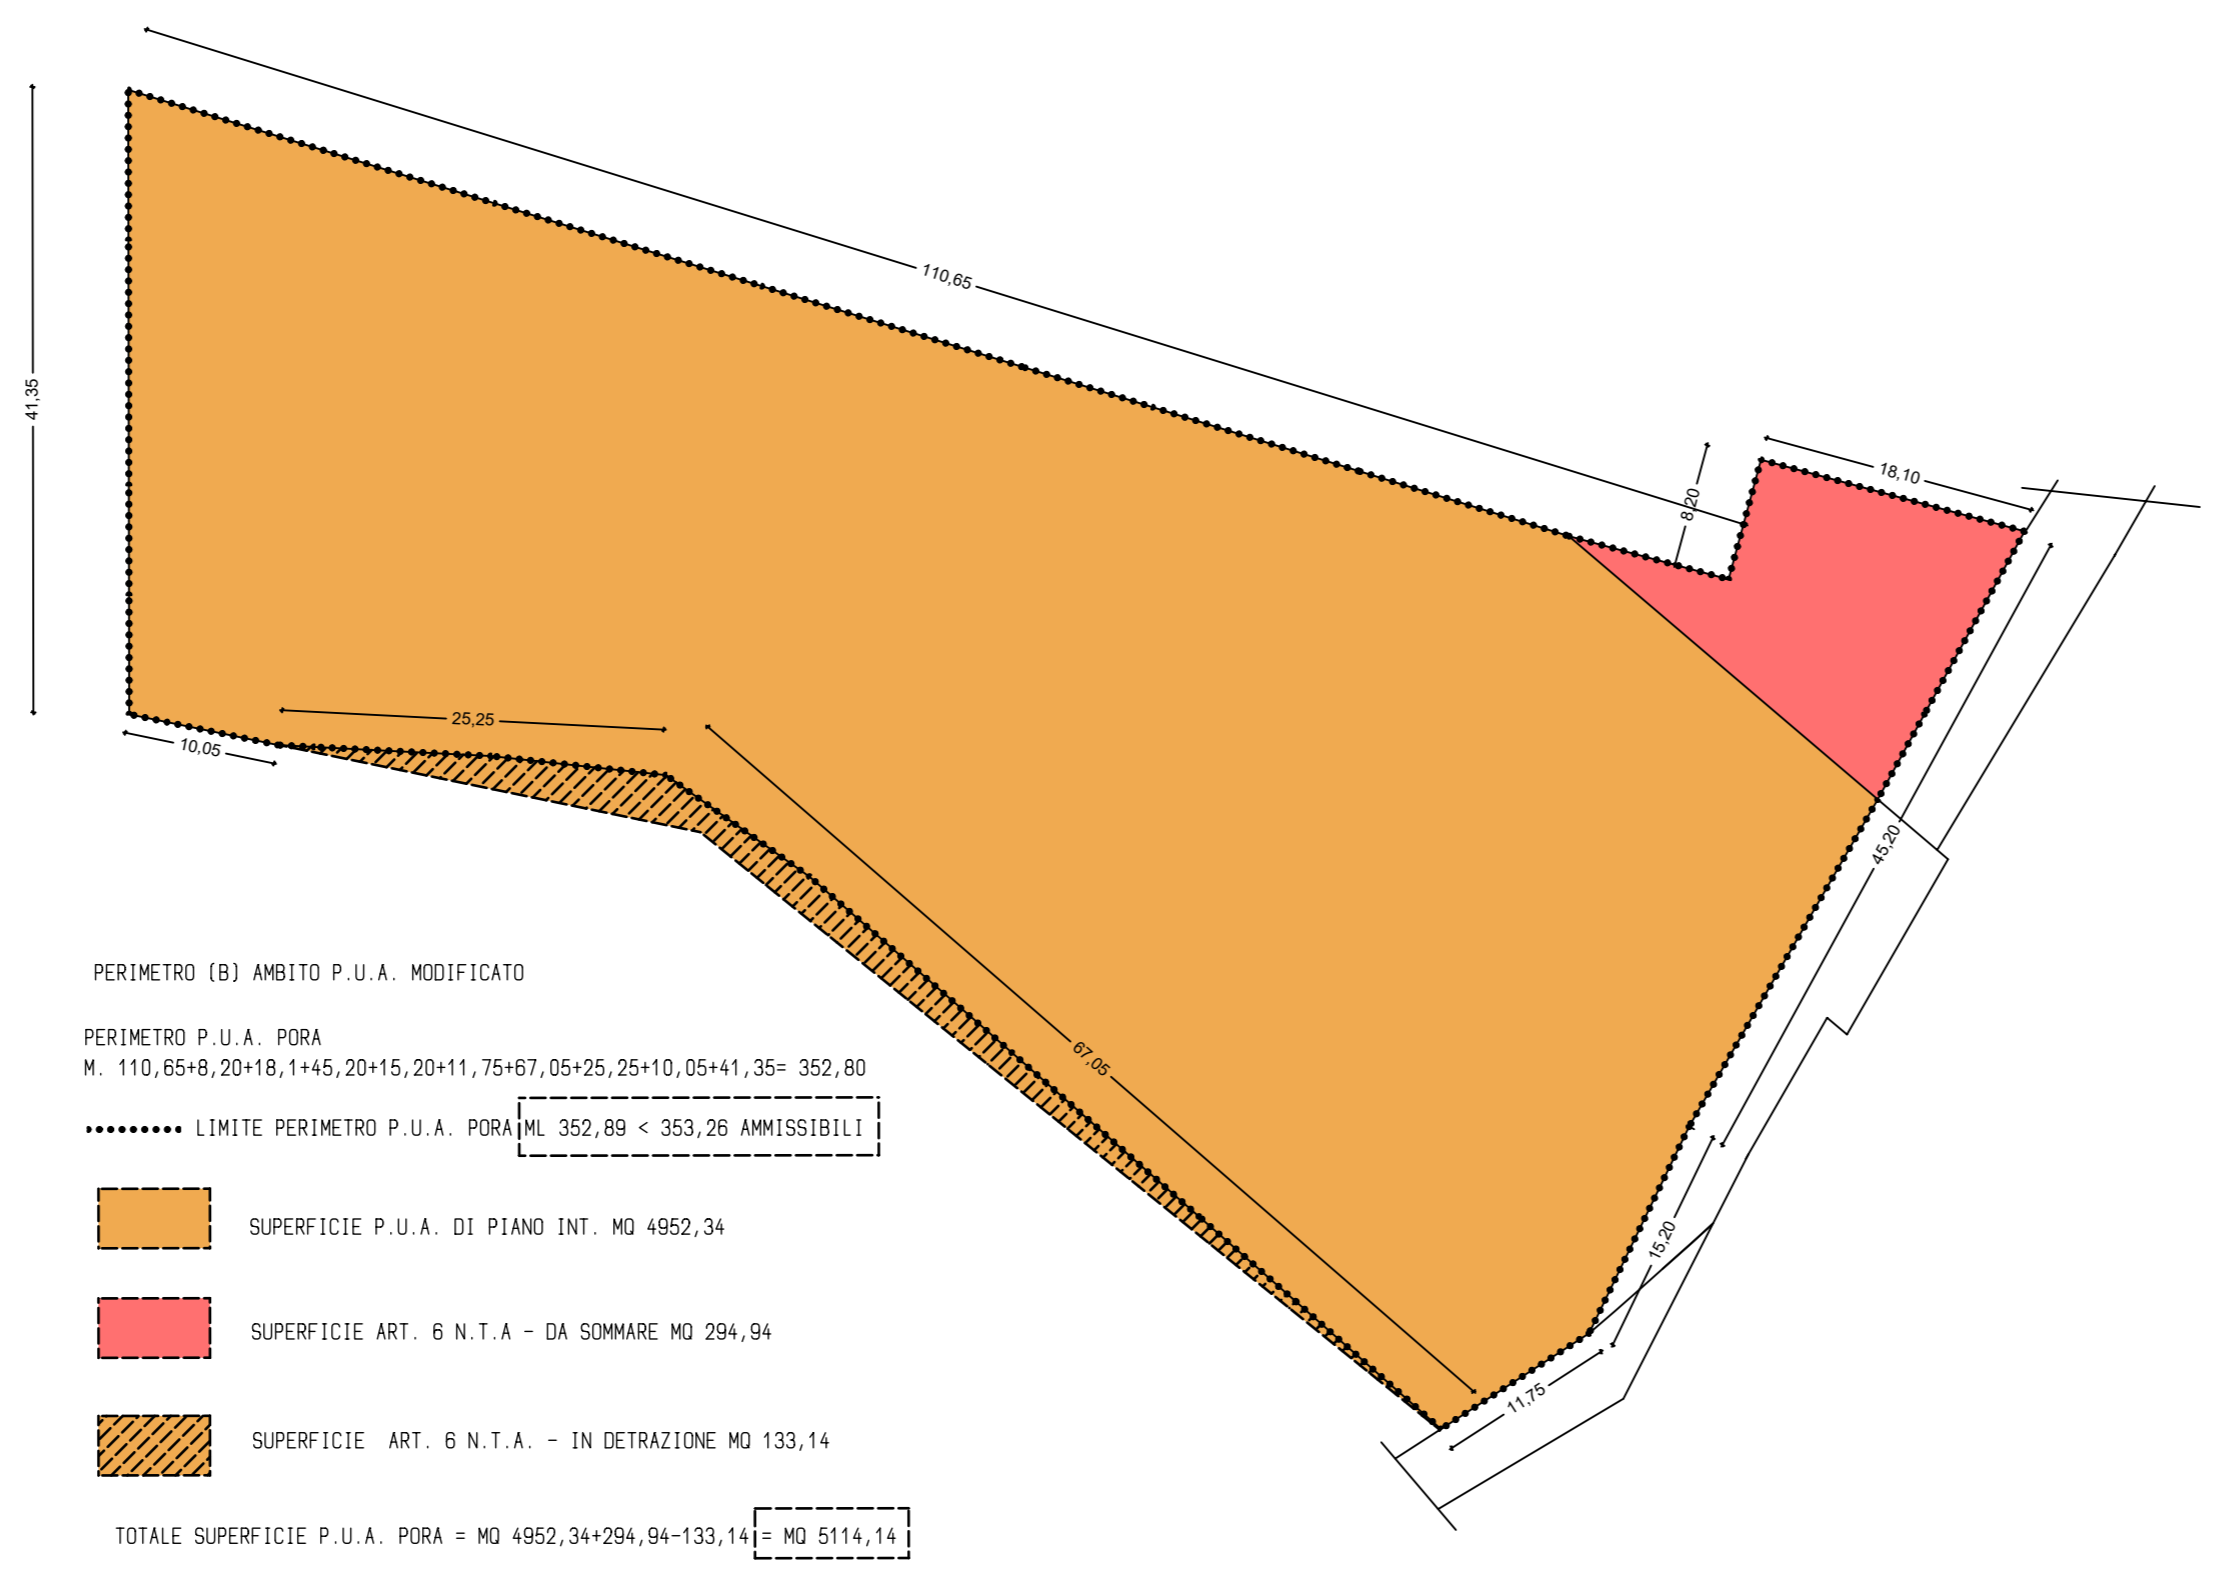 110,65
41,35
18,10
8,20
25,25
10,05
45,20
67,05
15,20
11,75
PERIMETRO (B) AMBITO P.U.A. MODIFICATO
PERIMETRO P.U.A. PORA
M. 110,65+8,20+18,1+45,20+15,20+11,75+67,05+25,25+10,05+41,35= 352,80
LIMITE PERIMETRO P.U.A. PORA ML 352,89 < 353,26 AMMISSIBILI
SUPERFICIE P.U.A. DI PIANO INT. MQ 4952,34
SUPERFICIE ART. 6 N.T.A - DA SOMMARE MQ 294,94
SUPERFICIE ART. 6 N.T.A. - IN DETRAZIONE MQ 133,14
TOTALE SUPERFICIE P.U.A. PORA = MQ 4952,34+294,94-133,14 = MQ 5114,14